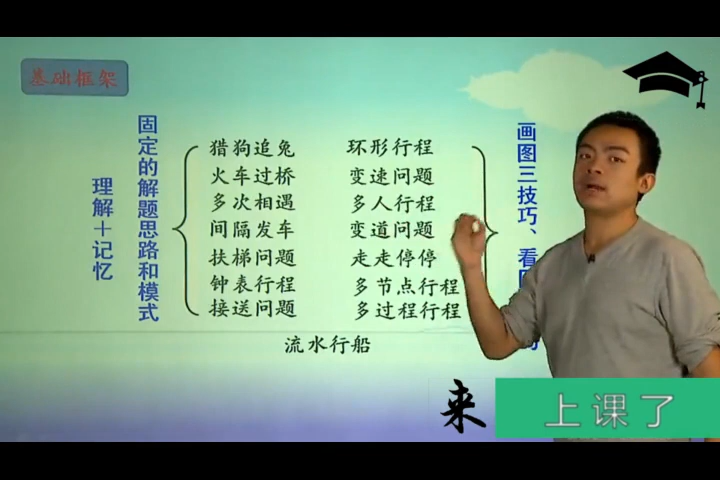 基础框架
理解＋记忆
固定的解题思路和模式
猎狗追兔
火车过桥
多次相遇
间隔发车
扶梯问题
钟表行程
接送问题
环形行程
变速问题
多人行程
变道问题
走走停停
多节点行程
多过程行程
流水行船
画图三技巧、看
来
上课了